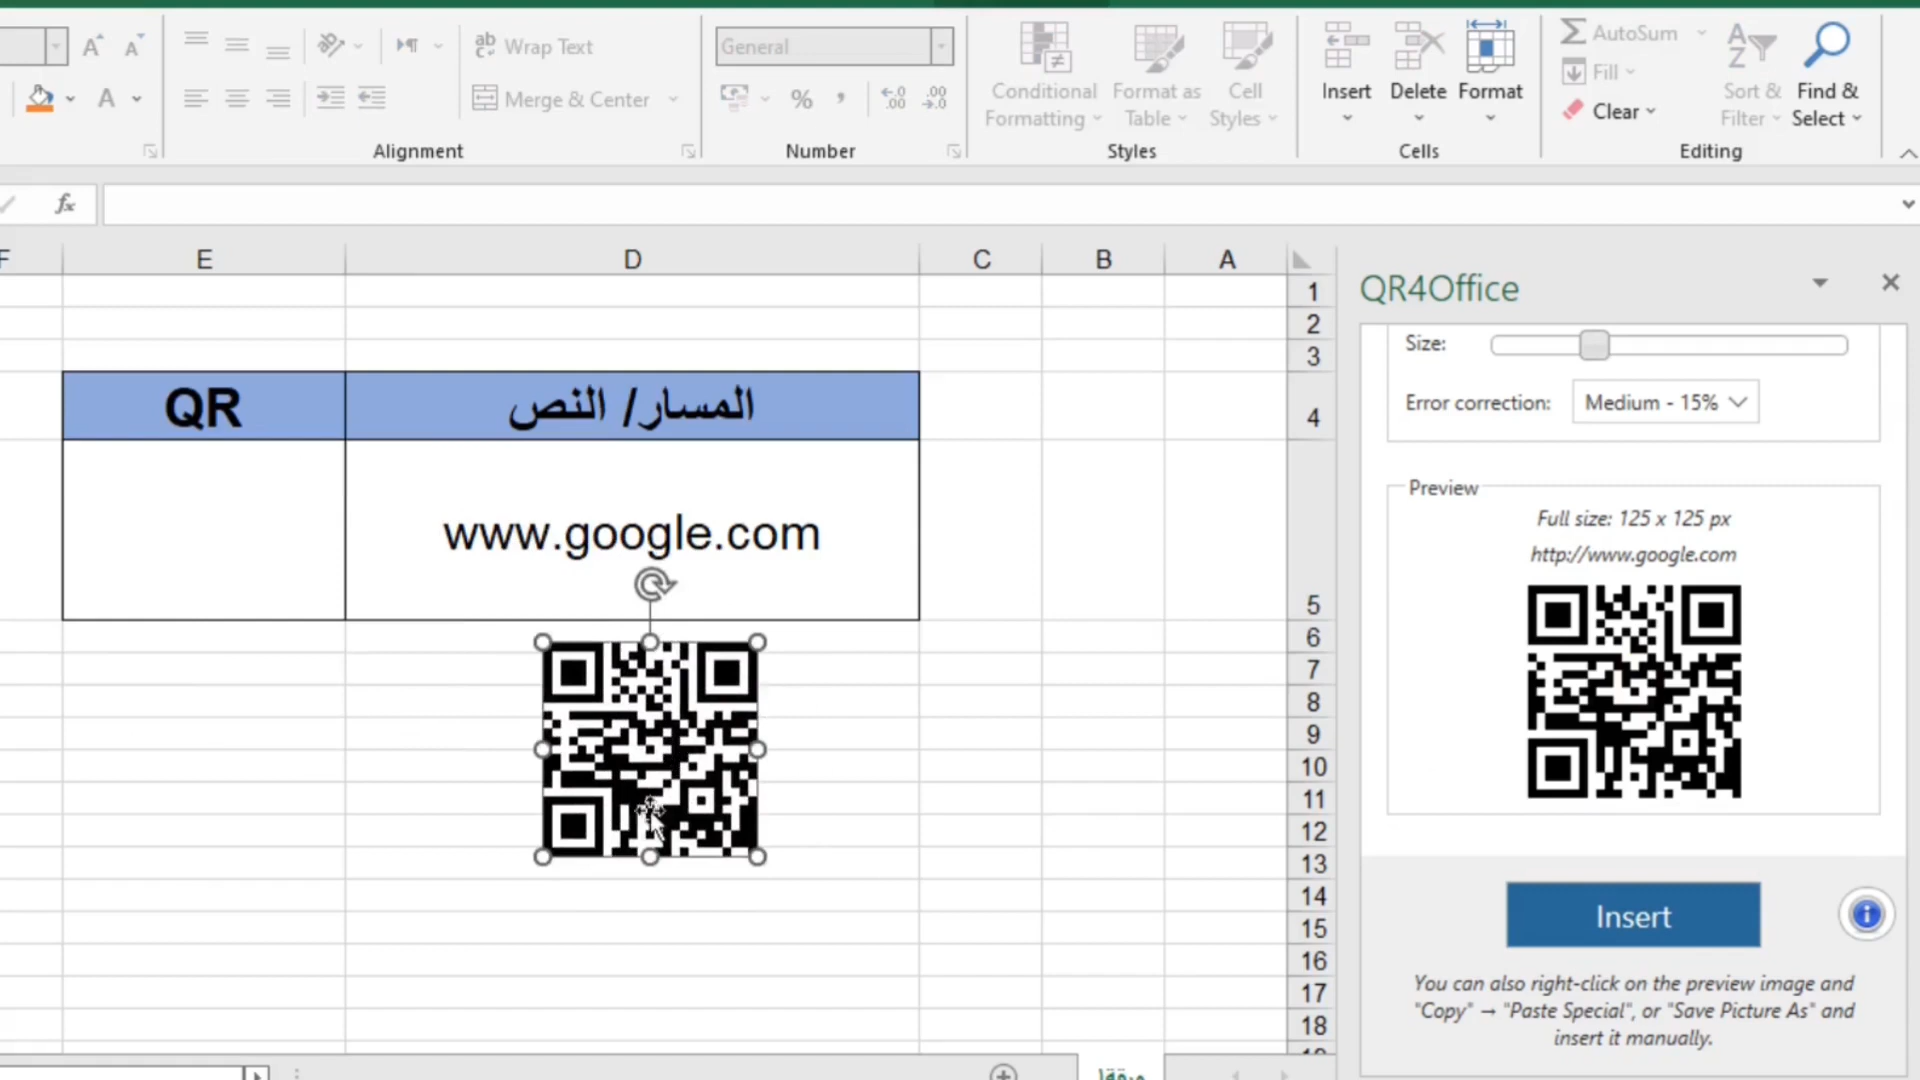 Wrap Text
General
Merge & Center
Conditional
Formatting
Format as
Table
Cell
Styles
Insert
Delete
Format
AutoSum
Fill
Clear
Sort &
Filter
Find &
Select
Alignment
Number
Styles
Cells
Editing
fx
F
E
D
C
B
A
QR4Office
1
2
3
4
5
6
7
8
9
10
11
12
13
14
15
16
17
18
QR
المسار/ النص
www.google.com
Size:
Error correction:
Medium - 15%
Preview
Full size: 125 x 125 px
http://www.google.com
Insert
You can also right-click on the preview image and
"Copy" → "Paste Special", or "Save Picture As" and
insert it manually.